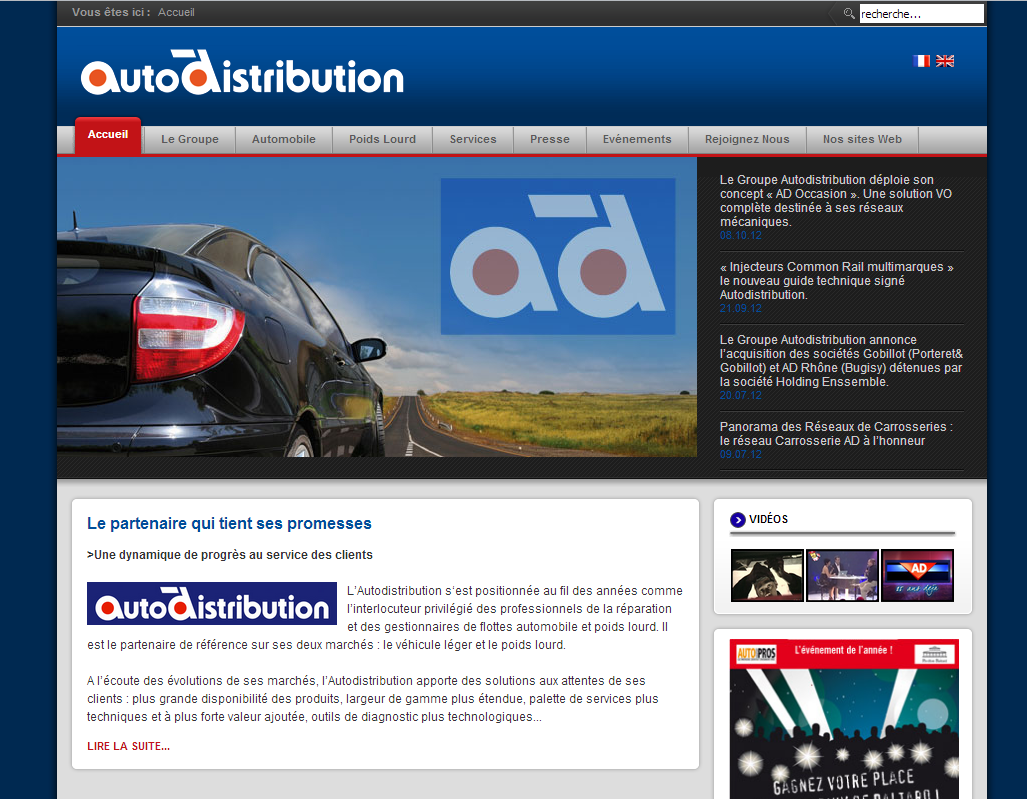 Vous êtes ici : Accueil
recherche...
autodistribution
Accueil
Le Groupe
Automobile
Poids Lourd
Services
Presse
Evénements
Rejoignez Nous
Nos sites Web
ad
Le Groupe Autodistribution déploie son
concept « AD Occasion ». Une solution VO
complète destinée à ses réseaux
mécaniques.
08.10.12
« Injecteurs Common Rail multimarques »
le nouveau guide technique signé
Autodistribution.
21.09.12
Le Groupe Autodistribution annonce
l'acquisition des sociétés Gobillot (Porteret&
Gobillot) et AD Rhône (Bugisy) détenues par
la société Holding Enssemble.
20.07.12
Panorama des Réseaux de Carrosseries :
le réseau Carrosserie AD à l'honneur
09.07.12
Le partenaire qui tient ses promesses
>Une dynamique de progrès au service des clients
autodistribution
L'Autodistribution s'est positionnée au fil des années comme
l'interlocuteur privilégié des professionnels de la réparation
et des gestionnaires de flottes automobile et poids lourd. Il
est le partenaire de référence sur ses deux marchés : le véhicule léger et le poids lourd.
A l'écoute des évolutions de ses marchés, l'Autodistribution apporte des solutions aux attentes de ses
clients : plus grande disponibilité des produits, largeur de gamme plus étendue, palette de services plus
techniques et à plus forte valeur ajoutée, outils de diagnostic plus technologiques...
LIRE LA SUITE...
VIDÉOS
AD
AUTOPROS
L'événement de l'année !
GAGNEZ VOTRE PLACE